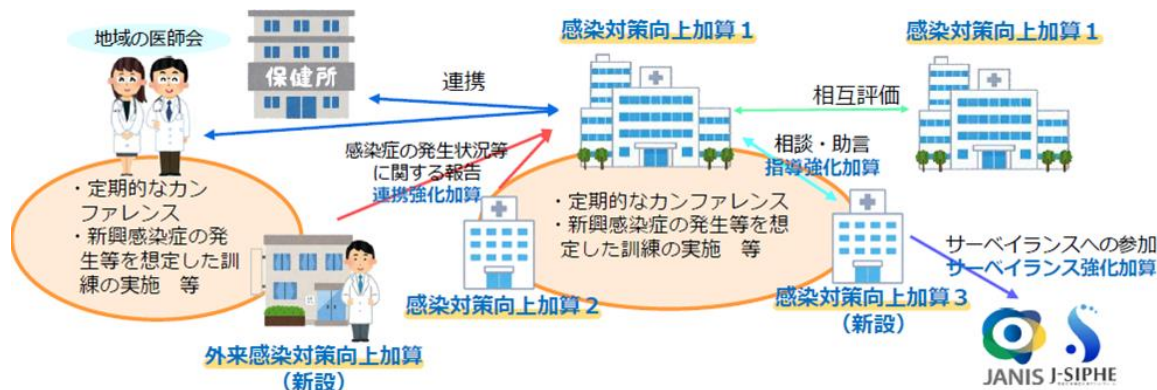 地域の医師会
保健所
感染対策向上加算1
感染対策向上加算1
連携
相互評価
感染症の発生状況等
に関する報告
連携強化加算
相談・助言
指導強化加算
・定期的なカン
ファレンス
・新興感染症の発
生等を想定した訓
練の実施 等
・定期的なカンファレンス
・新興感染症の発生等を想
定した訓練の実施 等
サーベイランスへの参加
サーベイランス強化加算
感染対策向上加算2
感染対策向上加算3
(新設)
外来感染対策向上加算
(新設)
JANIS
J-SIPHE